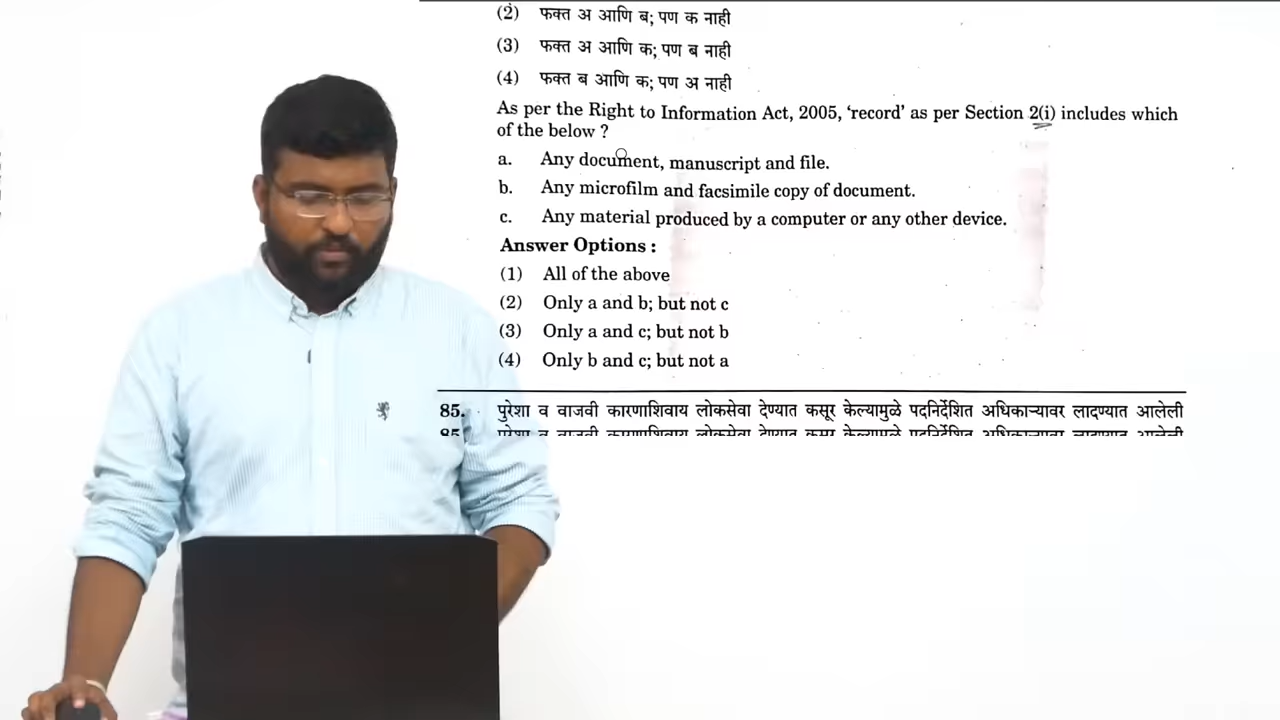 (2) फक्त अ आणि ब; पण क नाही
(3) फक्त अ आणि क; पण ब नाही
(4) फक्त ब आणि क; पण अ नाही
As per the Right to Information Act, 2005, ‘record’ as per Section 2(i) includes which
of the below ?
a. Any document, manuscript and file.
b. Any microfilm and facsimile copy of document.
c. Any material produced by a computer or any other device.
Answer Options :
(1) All of the above
(2) Only a and b; but not c
(3) Only a and c; but not b
(4) Only b and c; but not a
85. पुरेशा व वाजवी कारणाशिवाय लोकसेवा देण्यात कसूर केल्यामुळे पदनिर्देशित अधिकाऱ्यावर लादण्यात आलेली